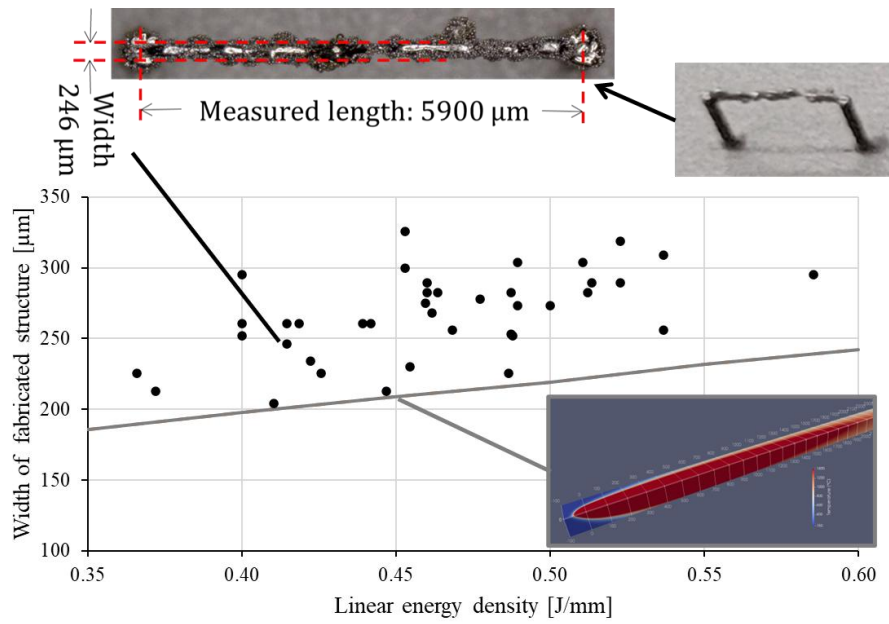 Measured length: 5900 μm
Width
246 μm
Width of fabricated structure [μm]
350
300
250
200
150
100
0.35
0.40
0.45
0.50
0.55
0.60
Linear energy density [J/mm]